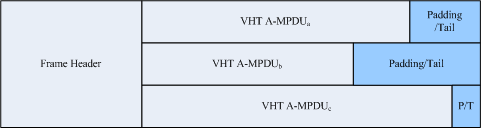 Frame Header
VHT A-MPDUa
Padding
/Tail
VHT A-MPDUb
Padding/Tail
VHT A-MPDUc
P/T